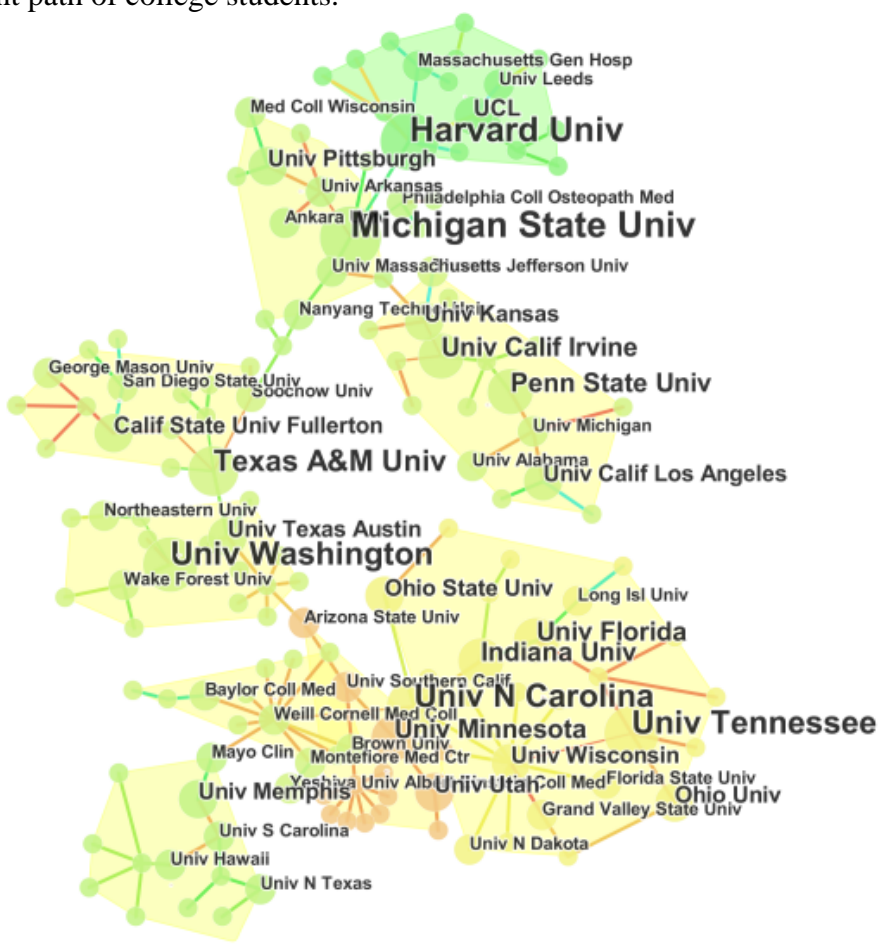 nt path of college students.
Massachusetts Gen Hosp
Univ Leeds
Med Coll Wisconsin
UCL
Harvard Univ
Univ Pittsburgh
Univ Arkansas
Philadelphia Coll Osteopath Med
Ankara
Michigan State Univ
Univ Massachusetts
Jefferson Univ
Nanyang
Univ Kansas
Univ Calif Irvine
George Mason Univ
San Diego State Univ
Soochow Univ
Penn State Univ
Calif State Univ Fullerton
Univ Michigan
Texas A&M Univ
Univ Alabama
Univ Calif Los Angeles
Northeastern Univ
Univ Texas Austin
Univ Washington
Wake Forest Univ
Ohio State Univ
Long Isl Univ
Arizona State Univ
Univ Florida
Indiana Univ
Univ Southern Calif
Baylor Coll Med
Univ N Carolina
Weill Cornell Med Coll
Univ Minnesota
Univ Tennessee
Brown Univ
Mayo Clin
Montefiore Med Ctr
Univ Wisconsin
Yeshiva Univ
Coll Med
Univ Utah
Florida State Univ
Univ Memphis
Ohio Univ
Grand Valley State Univ
Univ S Carolina
Univ N Dakota
Univ Hawaii
Univ N Texas